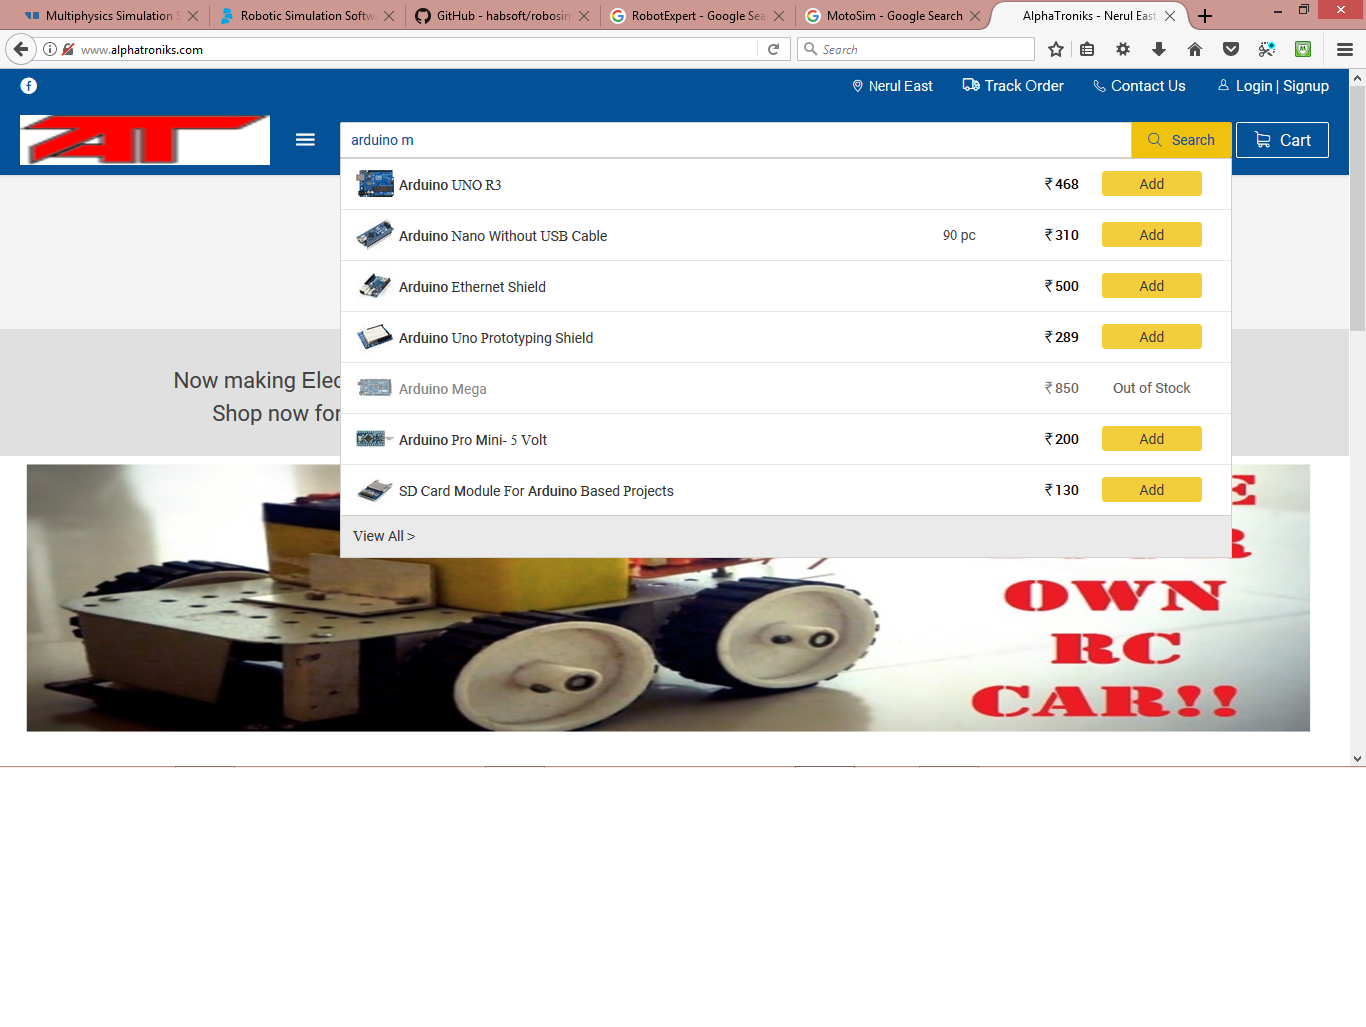 Multiphysics Simulation S
Robotic Simulation Softw
GitHub - habsoft/robosim
RobotExpert - Google Sea
MotoSim - Google Search
AlphaTroniks - Nerul East,
www.alphatroniks.com
Search
Nerul East
Track Order
Contact Us
Login | Signup
AT
arduino m
Search
Cart
Arduino UNO R3 ₹ 468 Add
Arduino Nano Without USB Cable 90 pc ₹ 310 Add
Arduino Ethernet Shield ₹ 500 Add
Arduino Uno Prototyping Shield ₹ 289 Add
Arduino Mega ₹ 850 Out of Stock
Arduino Pro Mini- 5 Volt ₹ 200 Add
SD Card Module For Arduino Based Projects ₹ 130 Add
View All >
Now making Elec
Shop now for
OWN
RC
CAR!!